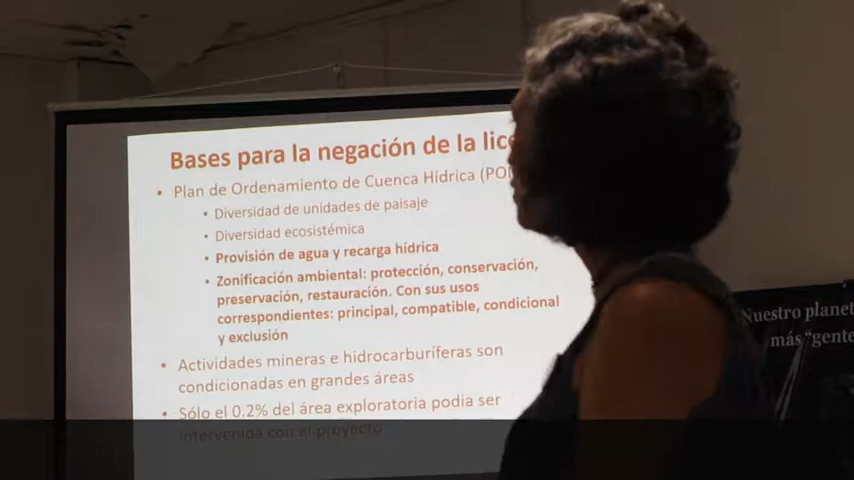 Bases para la negación de la lice
• Plan de Ordenamiento de Cuenca Hídrica (PO
• Diversidad de unidades de paisaje
• Diversidad ecosistémica
• Provisión de agua y recarga hídrica
• Zonificación ambiental: protección, conservación,
preservación, restauración. Con sus usos
correspondientes: principal, compatible, condicional
y exclusión
• Actividad mineras e hidrocarburíferas son
condicionadas en grandes áreas
• Sólo el 0.2% del área exploratoria podia ser
intervenida con el proyecto
Nuestro planet
más "gente